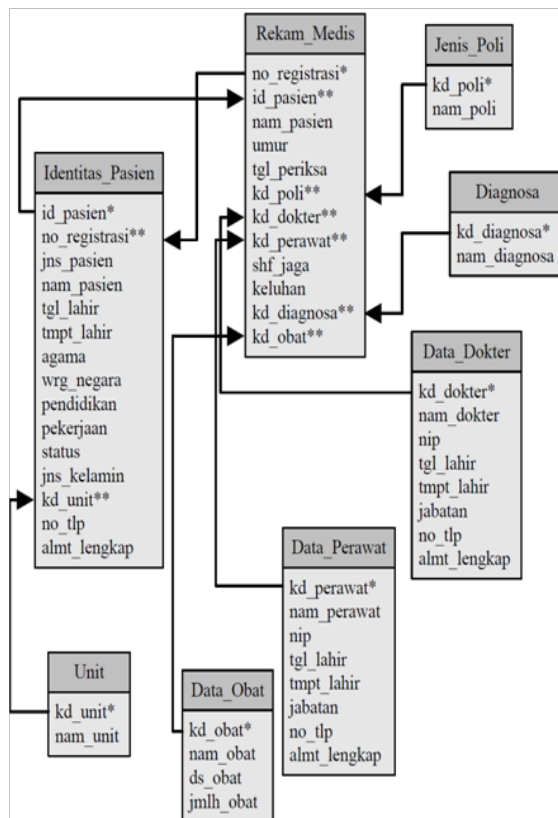 Rekam_Medis
no_registrasi*
id_pasien**
nam_pasien
umur
tgl_periksa
kd_poli**
kd_dokter**
kd_perawat**
shf_jaga
keluhan
kd_diagnosa**
kd_obat**
Jenis_Poli
kd_poli*
nam_poli
Identitas_Pasien
id_pasien*
no_registrasi**
jns_pasien
nam_pasien
tgl_lahir
tmpt_lahir
agama
wrg_negara
pendidikan
pekerjaan
status
jns_kelamin
kd_unit**
no_tlp
almt_lengkap
Diagnosa
kd_diagnosa*
nam_diagnosa
Data_Dokter
kd_dokter*
nam_dokter
nip
tgl_lahir
tmpt_lahir
jabatan
no_tlp
almt_lengkap
Data_Perawat
kd_perawat*
nam_perawat
nip
tgl_lahir
tmpt_lahir
jabatan
no_tlp
almt_lengkap
Unit
kd_unit*
nam_unit
Data_Obat
kd_obat*
nam_obat
ds_obat
jmlh_obat